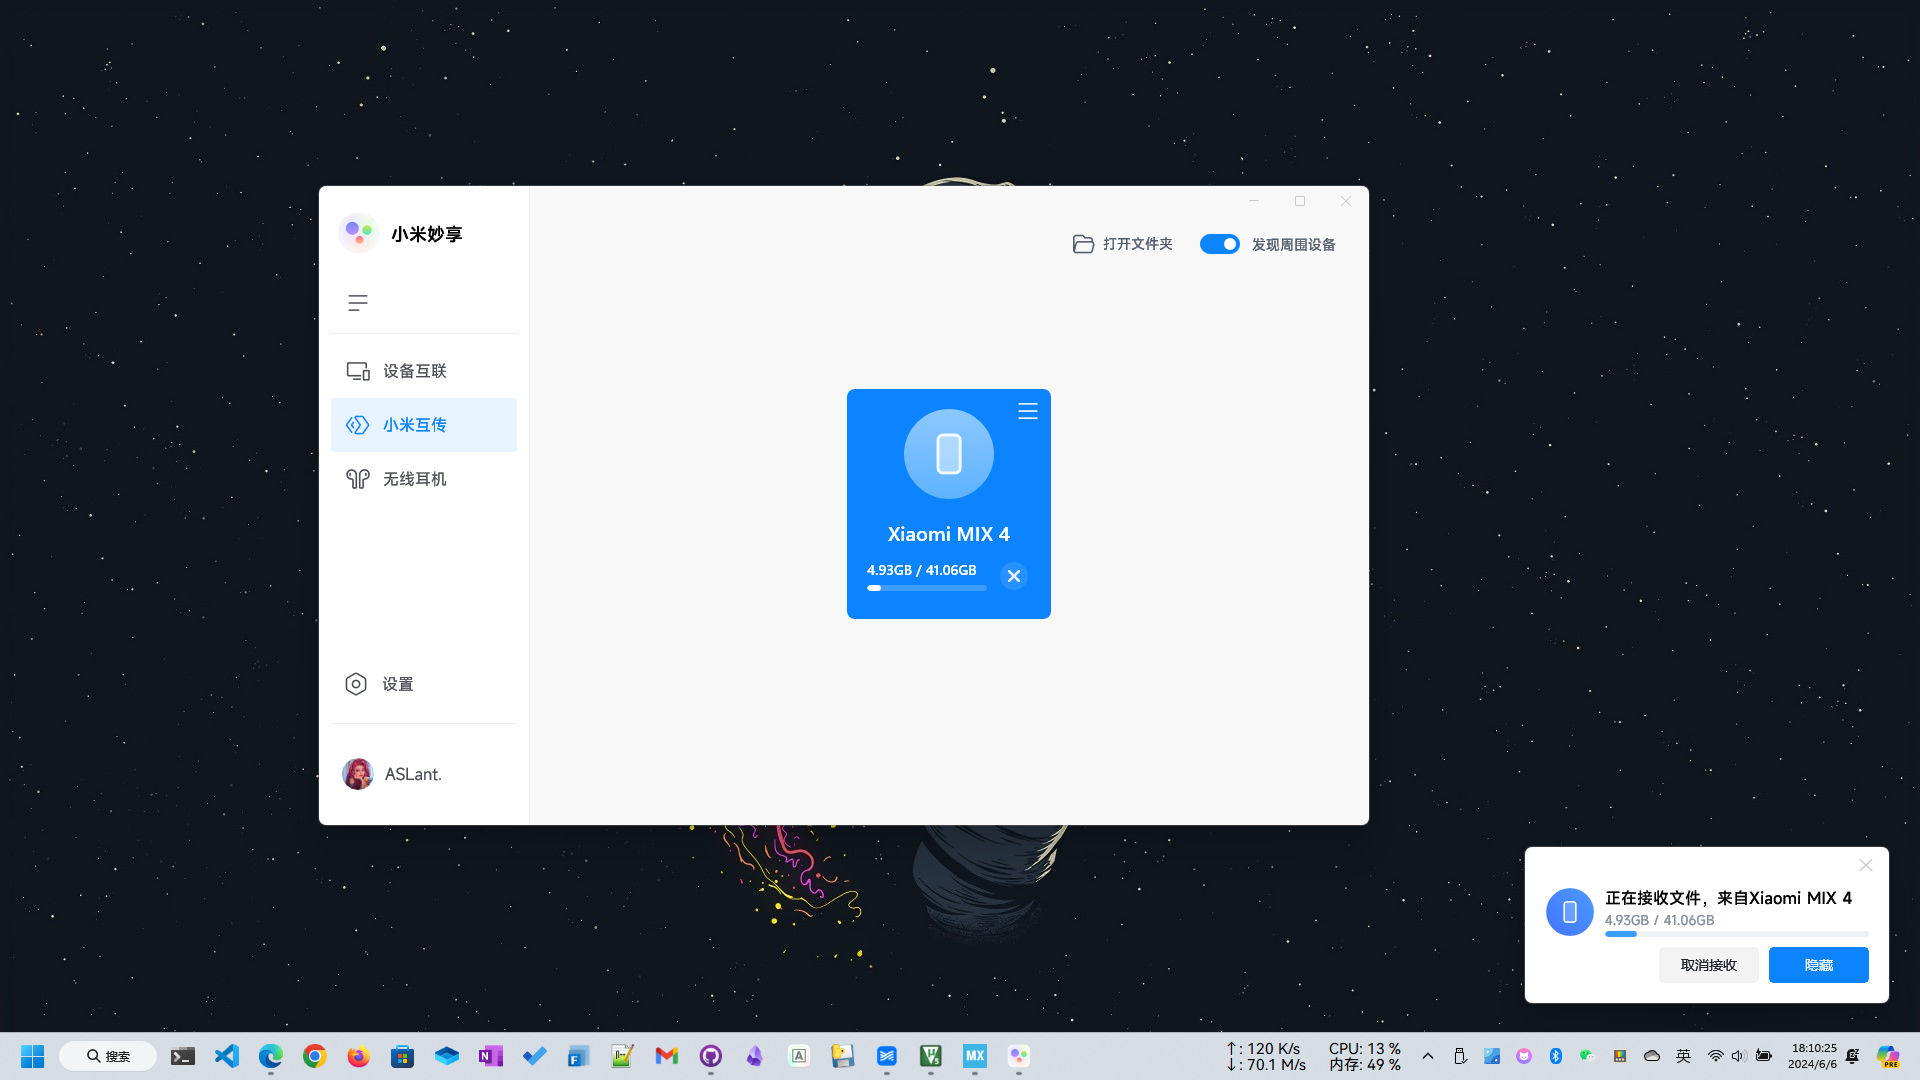 小米妙享
打开文件夹
发现周围设备
设备互联
小米互传
无线耳机
Xiaomi MIX 4
4.93GB / 41.06GB
设置
ASLant.
正在接收文件，来自Xiaomi MIX 4
4.93GB / 41.06GB
取消接收
隐藏
搜索
↑: 120 K/s
↓: 70.1 M/s
CPU: 13 %
内存: 49 %
英
18:10:25
2024/6/6
MX
PRE